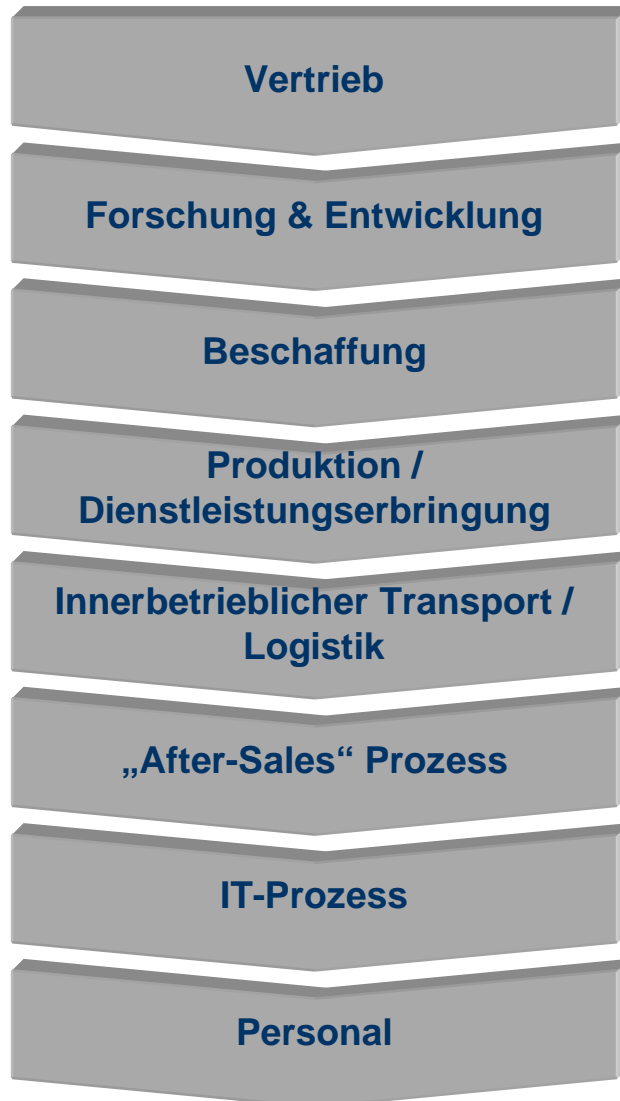 Vertrieb
Forschung & Entwicklung
Beschaffung
Produktion /
Dienstleistungserbringung
Innerbetrieblicher Transport /
Logistik
„After-Sales“ Prozess
IT-Prozess
Personal